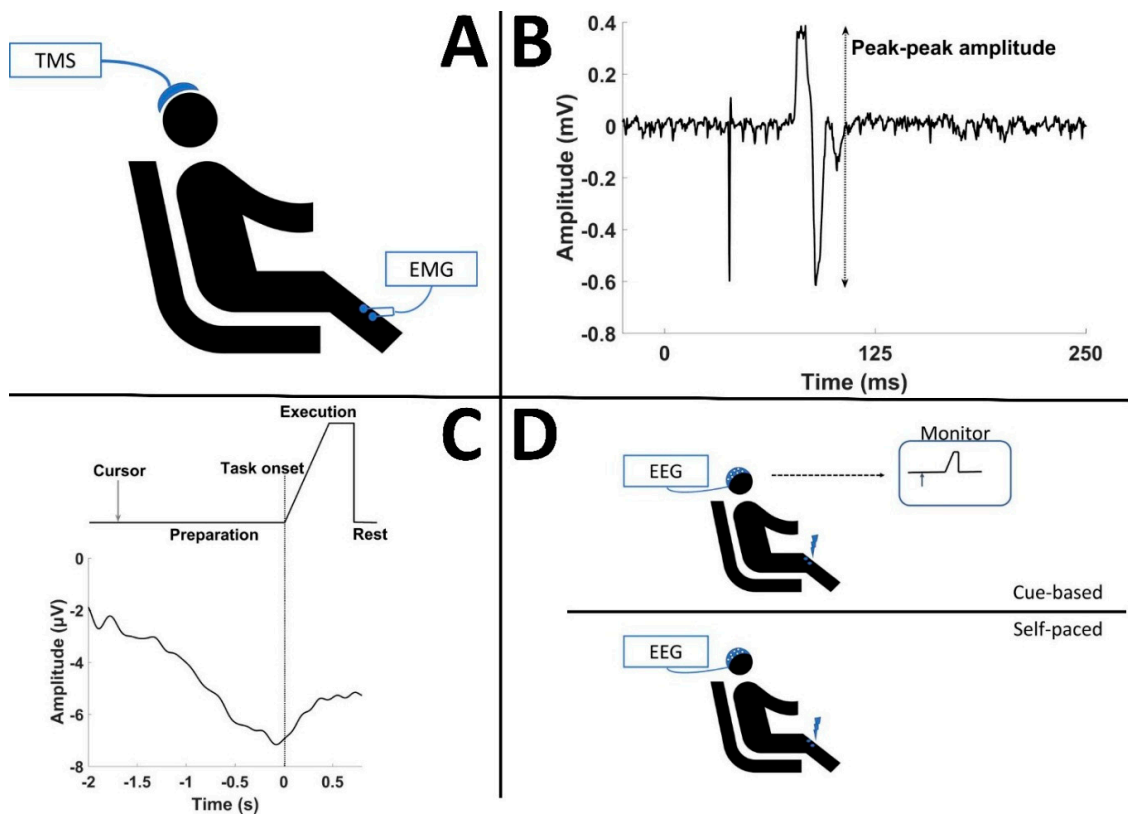 A
TMS
EMG
B
0.4
0.2
0
-0.2
-0.4
-0.6
-0.8
Amplitude (mV)
Peak-peak amplitude
0
125
250
Time (ms)
C
Execution
Task onset
Cursor
Preparation
Rest
0
-2
-4
-6
-8
Amplitude (µV)
-2
-1.5
-1
-0.5
0
0.5
Time (s)
D
Monitor
EEG
Cue-based
Self-paced
EEG